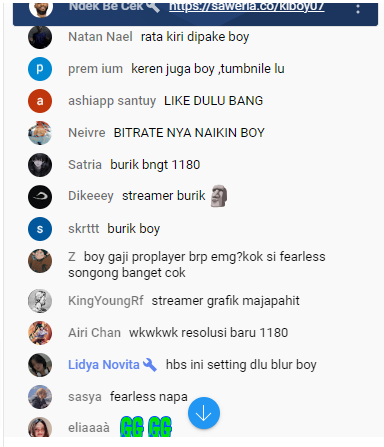 Ndek Be Cek https://saweria.co/kiboy07
Natan Nael rata kiri dipake boy
prem ium keren juga boy ,tumbnile lu
ashiapp santuy LIKE DULU BANG
Neivre BITRATE NYA NAIKIN BOY
Satria burik bngt 1180
Dikeeey streamer burik
skrttt burik boy
Z boy gaji proplayer brp emg?kok si fearless
songong banget cok
KingYoungRf streamer grafik majapahit
Airi Chan wkwkwk resolusi baru 1180
Lidya Novita hbs ini setting dlu blur boy
sasya fearless napa
eliaaaà GG GG